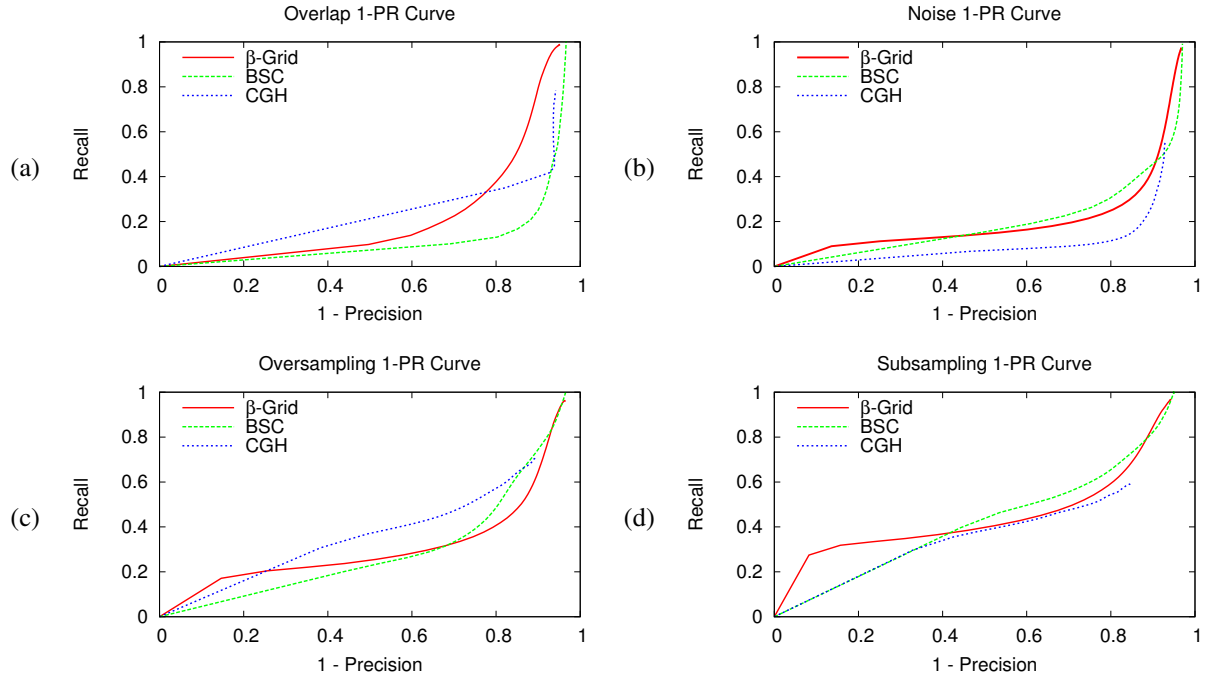 (a)
Overlap 1-PR Curve
Recall
1
0.8
0.6
0.4
0.2
0
β-Grid
BSC
CGH
0 0.2 0.4 0.6 0.8 1
1 - Precision
(b)
Noise 1-PR Curve
Recall
1
0.8
0.6
0.4
0.2
0
β-Grid
BSC
CGH
0 0.2 0.4 0.6 0.8 1
1 - Precision
(c)
Oversampling 1-PR Curve
Recall
1
0.8
0.6
0.4
0.2
0
β-Grid
BSC
CGH
0 0.2 0.4 0.6 0.8 1
1 - Precision
(d)
Subsampling 1-PR Curve
Recall
1
0.8
0.6
0.4
0.2
0
β-Grid
BSC
CGH
0 0.2 0.4 0.6 0.8 1
1 - Precision